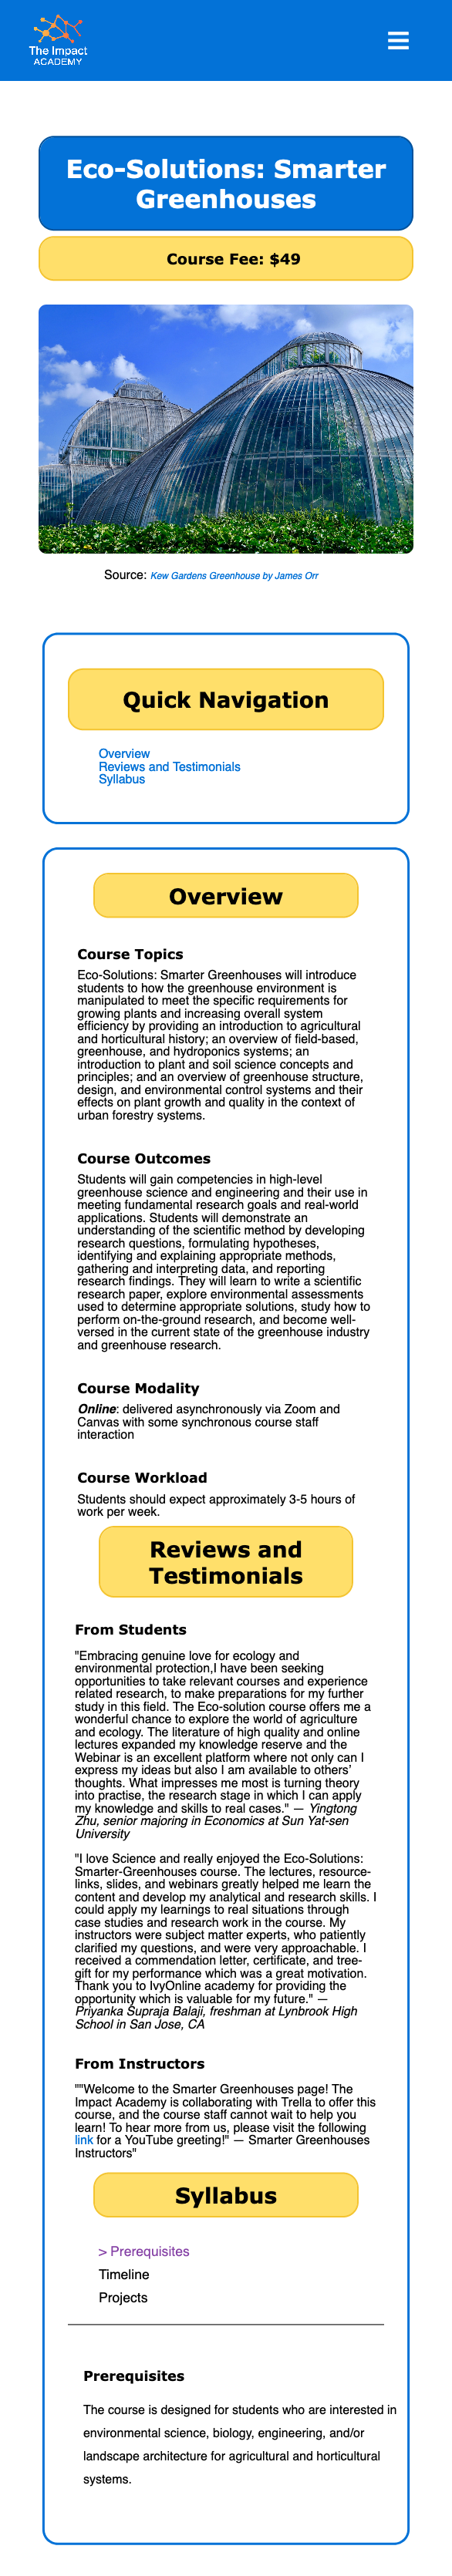 The Impact
ACADEMY
Eco-Solutions: Smarter
Greenhouses
Course Fee: $49
Source: Kew Gardens Greenhouse by James Orr
Quick Navigation
Overview
Reviews and Testimonials
Syllabus
Overview
Course Topics
Eco-Solutions: Smarter Greenhouses will introduce
students to how the greenhouse environment is
manipulated to meet the specific requirements for
growing plants and increasing overall system
efficiency by providing an introduction to agricultural
and horticultural history; an overview of field-based,
greenhouse, and hydroponics systems; an
introduction to plant and soil science concepts and
principles; and an overview of greenhouse structure,
design, and environmental control systems and their
effects on plant growth and quality in the context of
urban forestry systems.
Course Outcomes
Students will gain competencies in high-level
greenhouse science and engineering and their use in
meeting fundamental research goals and real-world
applications. Students will demonstrate an
understanding of the scientific method by developing
research questions, formulating hypotheses,
identifying and explaining appropriate methods,
gathering and interpreting data, and reporting
research findings. They will learn to write a scientific
research paper, explore environmental assessments
used to determine appropriate solutions, study how to
perform on-the-ground research, and become well-
versed in the current state of the greenhouse industry
and greenhouse research.
Course Modality
Online: delivered asynchronously via Zoom and
Canvas with some synchronous course staff
interaction
Course Workload
Students should expect approximately 3-5 hours of
work per week.
Reviews and
Testimonials
From Students
"Embracing genuine love for ecology and
environmental protection,I have been seeking
opportunities to take relevant courses and experience
related research, to make preparations for my further
study in this field. The Eco-solution course offers me a
wonderful chance to explore the world of agriculture
and ecology. The literature of high quality and online
lectures expanded my knowledge reserve and the
Webinar is an excellent platform where not only can I
express my ideas but also I am available to others'
thoughts. What impresses me most is turning theory
into practise, the research stage in which I can apply
my knowledge and skills to real cases." — Yingtong
Zhu, senior majoring in Economics at Sun Yat-sen
University
"I love Science and really enjoyed the Eco-Solutions:
Smarter-Greenhouses course. The lectures, resource-
links, slides, and webinars greatly helped me learn the
content and develop my analytical and research skills. I
could apply my learnings to real situations through
case studies and research work in the course. My
instructors were subject matter experts, who patiently
clarified my questions, and were very approachable. I
received a commendation letter, certificate, and tree-
gift for my performance which was a great motivation.
Thank you to IvyOnline academy for providing the
opportunity which is valuable for my future." —
Priyanka Supraja Balaji, freshman at Lynbrook High
School in San Jose, CA
From Instructors
""Welcome to the Smarter Greenhouses page! The
Impact Academy is collaborating with Trella to offer this
course, and the course staff cannot wait to help you
learn! To hear more from us, please visit the following
link for a YouTube greeting!" — Smarter Greenhouses
Instructors"
Syllabus
> Prerequisites
Timeline
Projects
Prerequisites
The course is designed for students who are interested in
environmental science, biology, engineering, and/or
landscape architecture for agricultural and horticultural
systems.